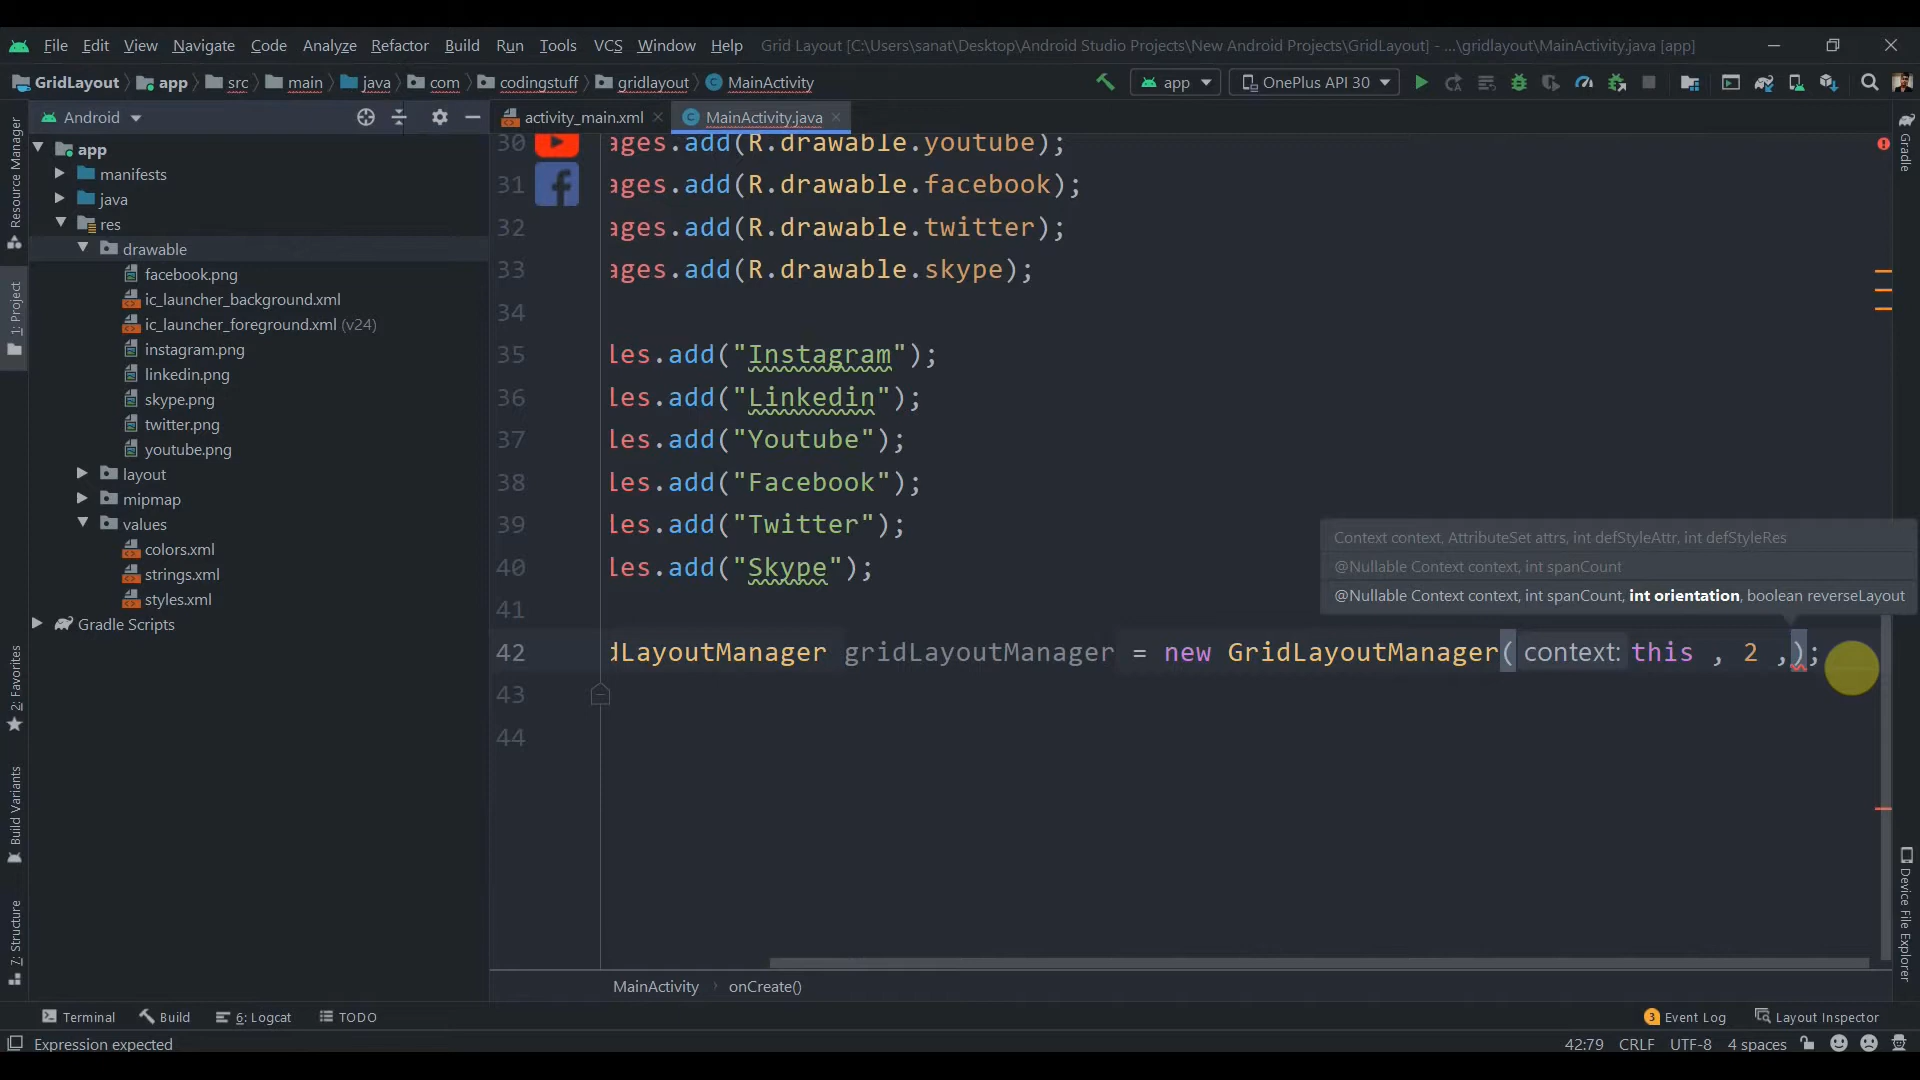 File Edit View Navigate Code Analyze Refactor Build Run Tools VCS Window Help Grid Layout [C:\Users\sanat\Desktop\Android Studio Projects\New Android Projects\GridLayout] - ...\gridlayout\MainActivity.java [app]
GridLayout app src main java com codingstuff gridlayout MainActivity app OnePlus API 30
Android activity_main.xml MainActivity.java
Resource Manager
1: Project
2: Favorites
Build Variants
7: Structure
app
manifests
java
res
drawable
facebook.png
ic_launcher_background.xml
ic_launcher_foreground.xml (v24)
instagram.png
linkedin.png
skype.png
twitter.png
youtube.png
layout
mipmap
values
colors.xml
strings.xml
styles.xml
Gradle Scripts
30 ages.add(R.drawable.youtube);
31 ages.add(R.drawable.facebook);
32 ages.add(R.drawable.twitter);
33 ages.add(R.drawable.skype);
34
35 les.add("Instagram");
36 les.add("Linkedin");
37 les.add("Youtube");
38 les.add("Facebook");
39 les.add("Twitter");
40 les.add("Skype");
41
Context context, AttributeSet attrs, int defStyleAttr, int defStyleRes
@Nullable Context context, int spanCount
@Nullable Context context, int spanCount, int orientation, boolean reverseLayout
42 dLayoutManager gridLayoutManager = new GridLayoutManager( context: this , 2 ,);
43
44
Gradle
Device File Explorer
MainActivity onCreate()
Terminal Build 6: Logcat TODO 3 Event Log Layout Inspector
Expression expected 42:79 CRLF UTF-8 4 spaces